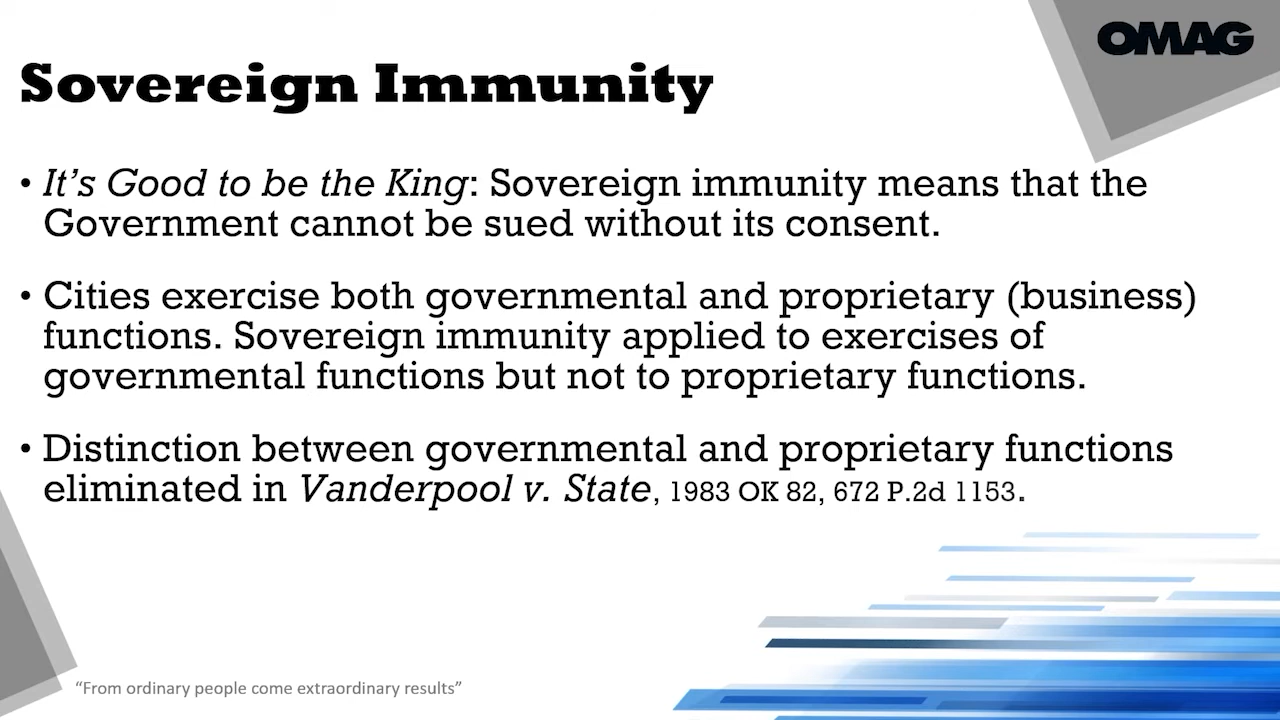 OMAG
Sovereign Immunity
• It’s Good to be the King: Sovereign immunity means that the
Government cannot be sued without its consent.
• Cities exercise both governmental and proprietary (business)
functions. Sovereign immunity applied to exercises of
governmental functions but not to proprietary functions.
• Distinction between governmental and proprietary functions
eliminated in Vanderpool v. State, 1983 OK 82, 672 P.2d 1153.
“From ordinary people come extraordinary results”